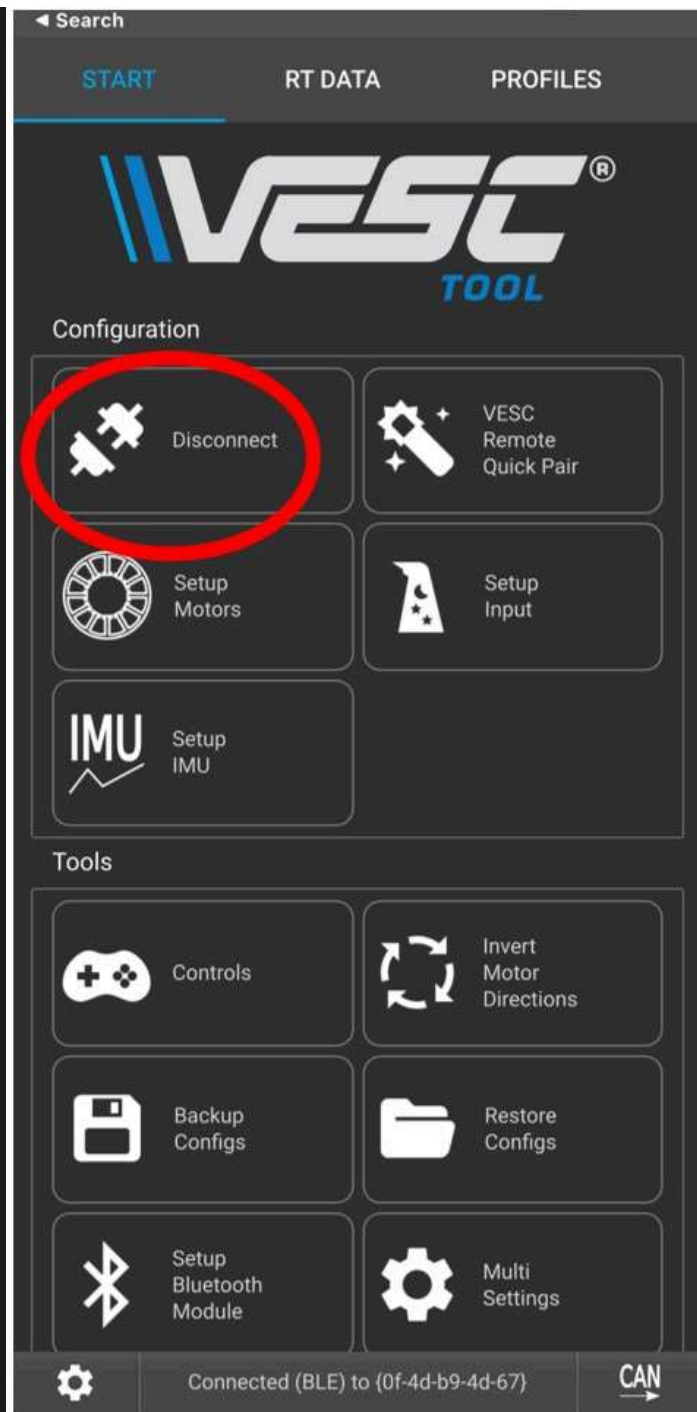 ◀ Search
START RT DATA PROFILES
VESC®
TOOL
Configuration
Disconnect
VESC
Remote
Quick Pair
Setup
Motors
Setup
Input
IMU
Setup
IMU
Tools
Controls
Invert
Motor
Directions
Backup
Configs
Restore
Configs
Setup
Bluetooth
Module
Multi
Settings
Connected (BLE) to {0f-4d-b9-4d-67}
CAN